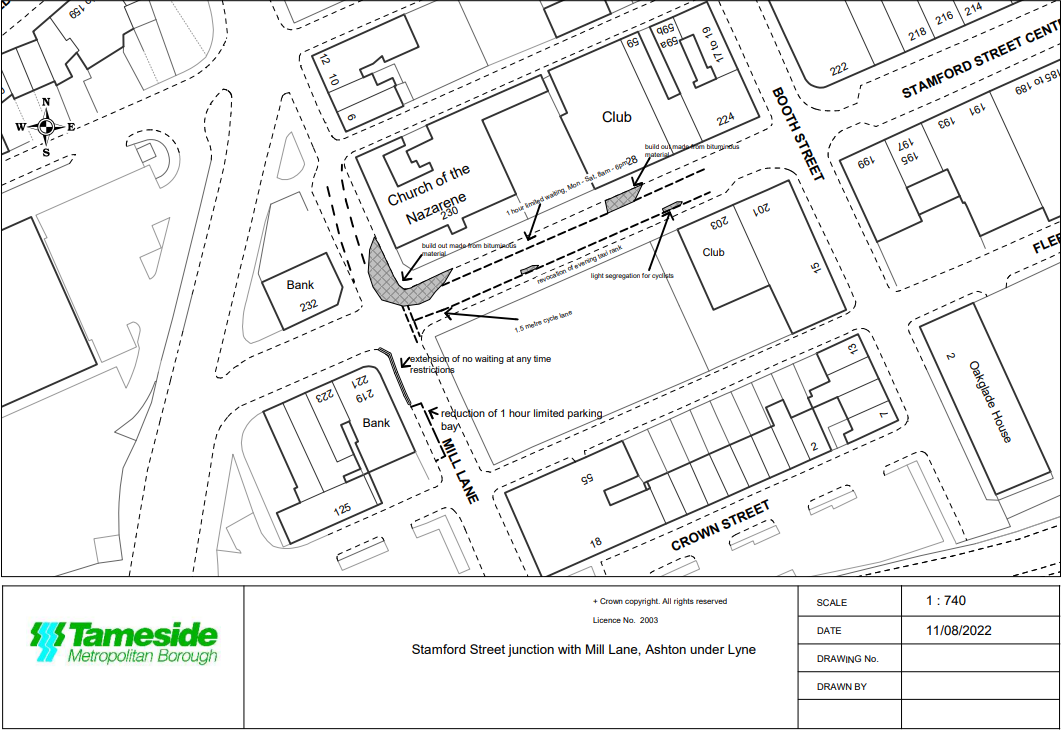 159
N
W
E
S
12
10
6
59
59b
59a
17 to 19
Club
224
28
222
218
216
214
STAMFORD STREET CENT
BOOTH STREET
185 to 189
191
193
197
195
199
build out made from bituminous
material
1 hour limited waiting, Mon - Sat, 8am - 6pm
Church of the
Nazarene
230
build out made from bituminous
material
revocation of evening taxi rank
light segregation for cyclists
203
201
Club
15
FLE
Bank
232
1.5 metre cycle lane
extension of no waiting at any time
restrictions
reduction of 1 hour limited parking
bay
221
219
223
Bank
125
MILL LANE
13
7
2
2
Oakglade House
55
18
CROWN STREET
Tameside
Metropolitan Borough
+ Crown copyright. All rights reserved
Licence No. 2003
Stamford Street junction with Mill Lane, Ashton under Lyne
SCALE
1 : 740
DATE
11/08/2022
DRAWING No.
DRAWN BY